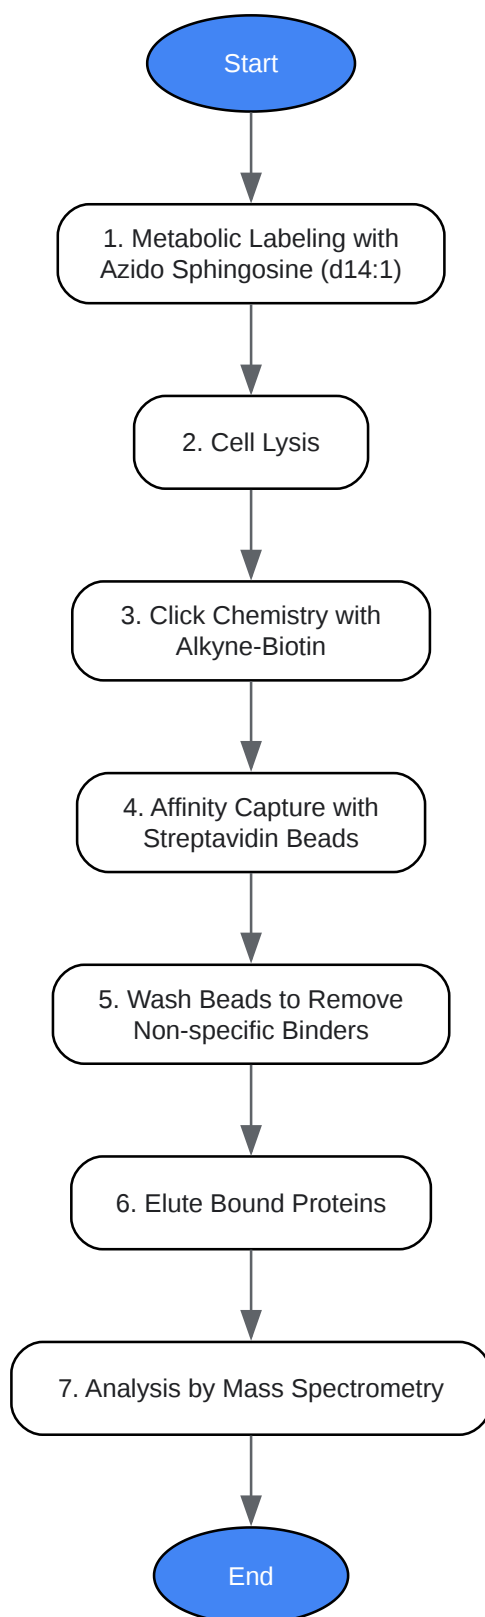 Start
1. Metabolic Labeling with
Azido Sphingosine (d14:1)
2. Cell Lysis
3. Click Chemistry with
Alkyne-Biotin
4. Affinity Capture with
Streptavidin Beads
5. Wash Beads to Remove
Non-specific Binders
6. Elute Bound Proteins
7. Analysis by Mass Spectrometry
End